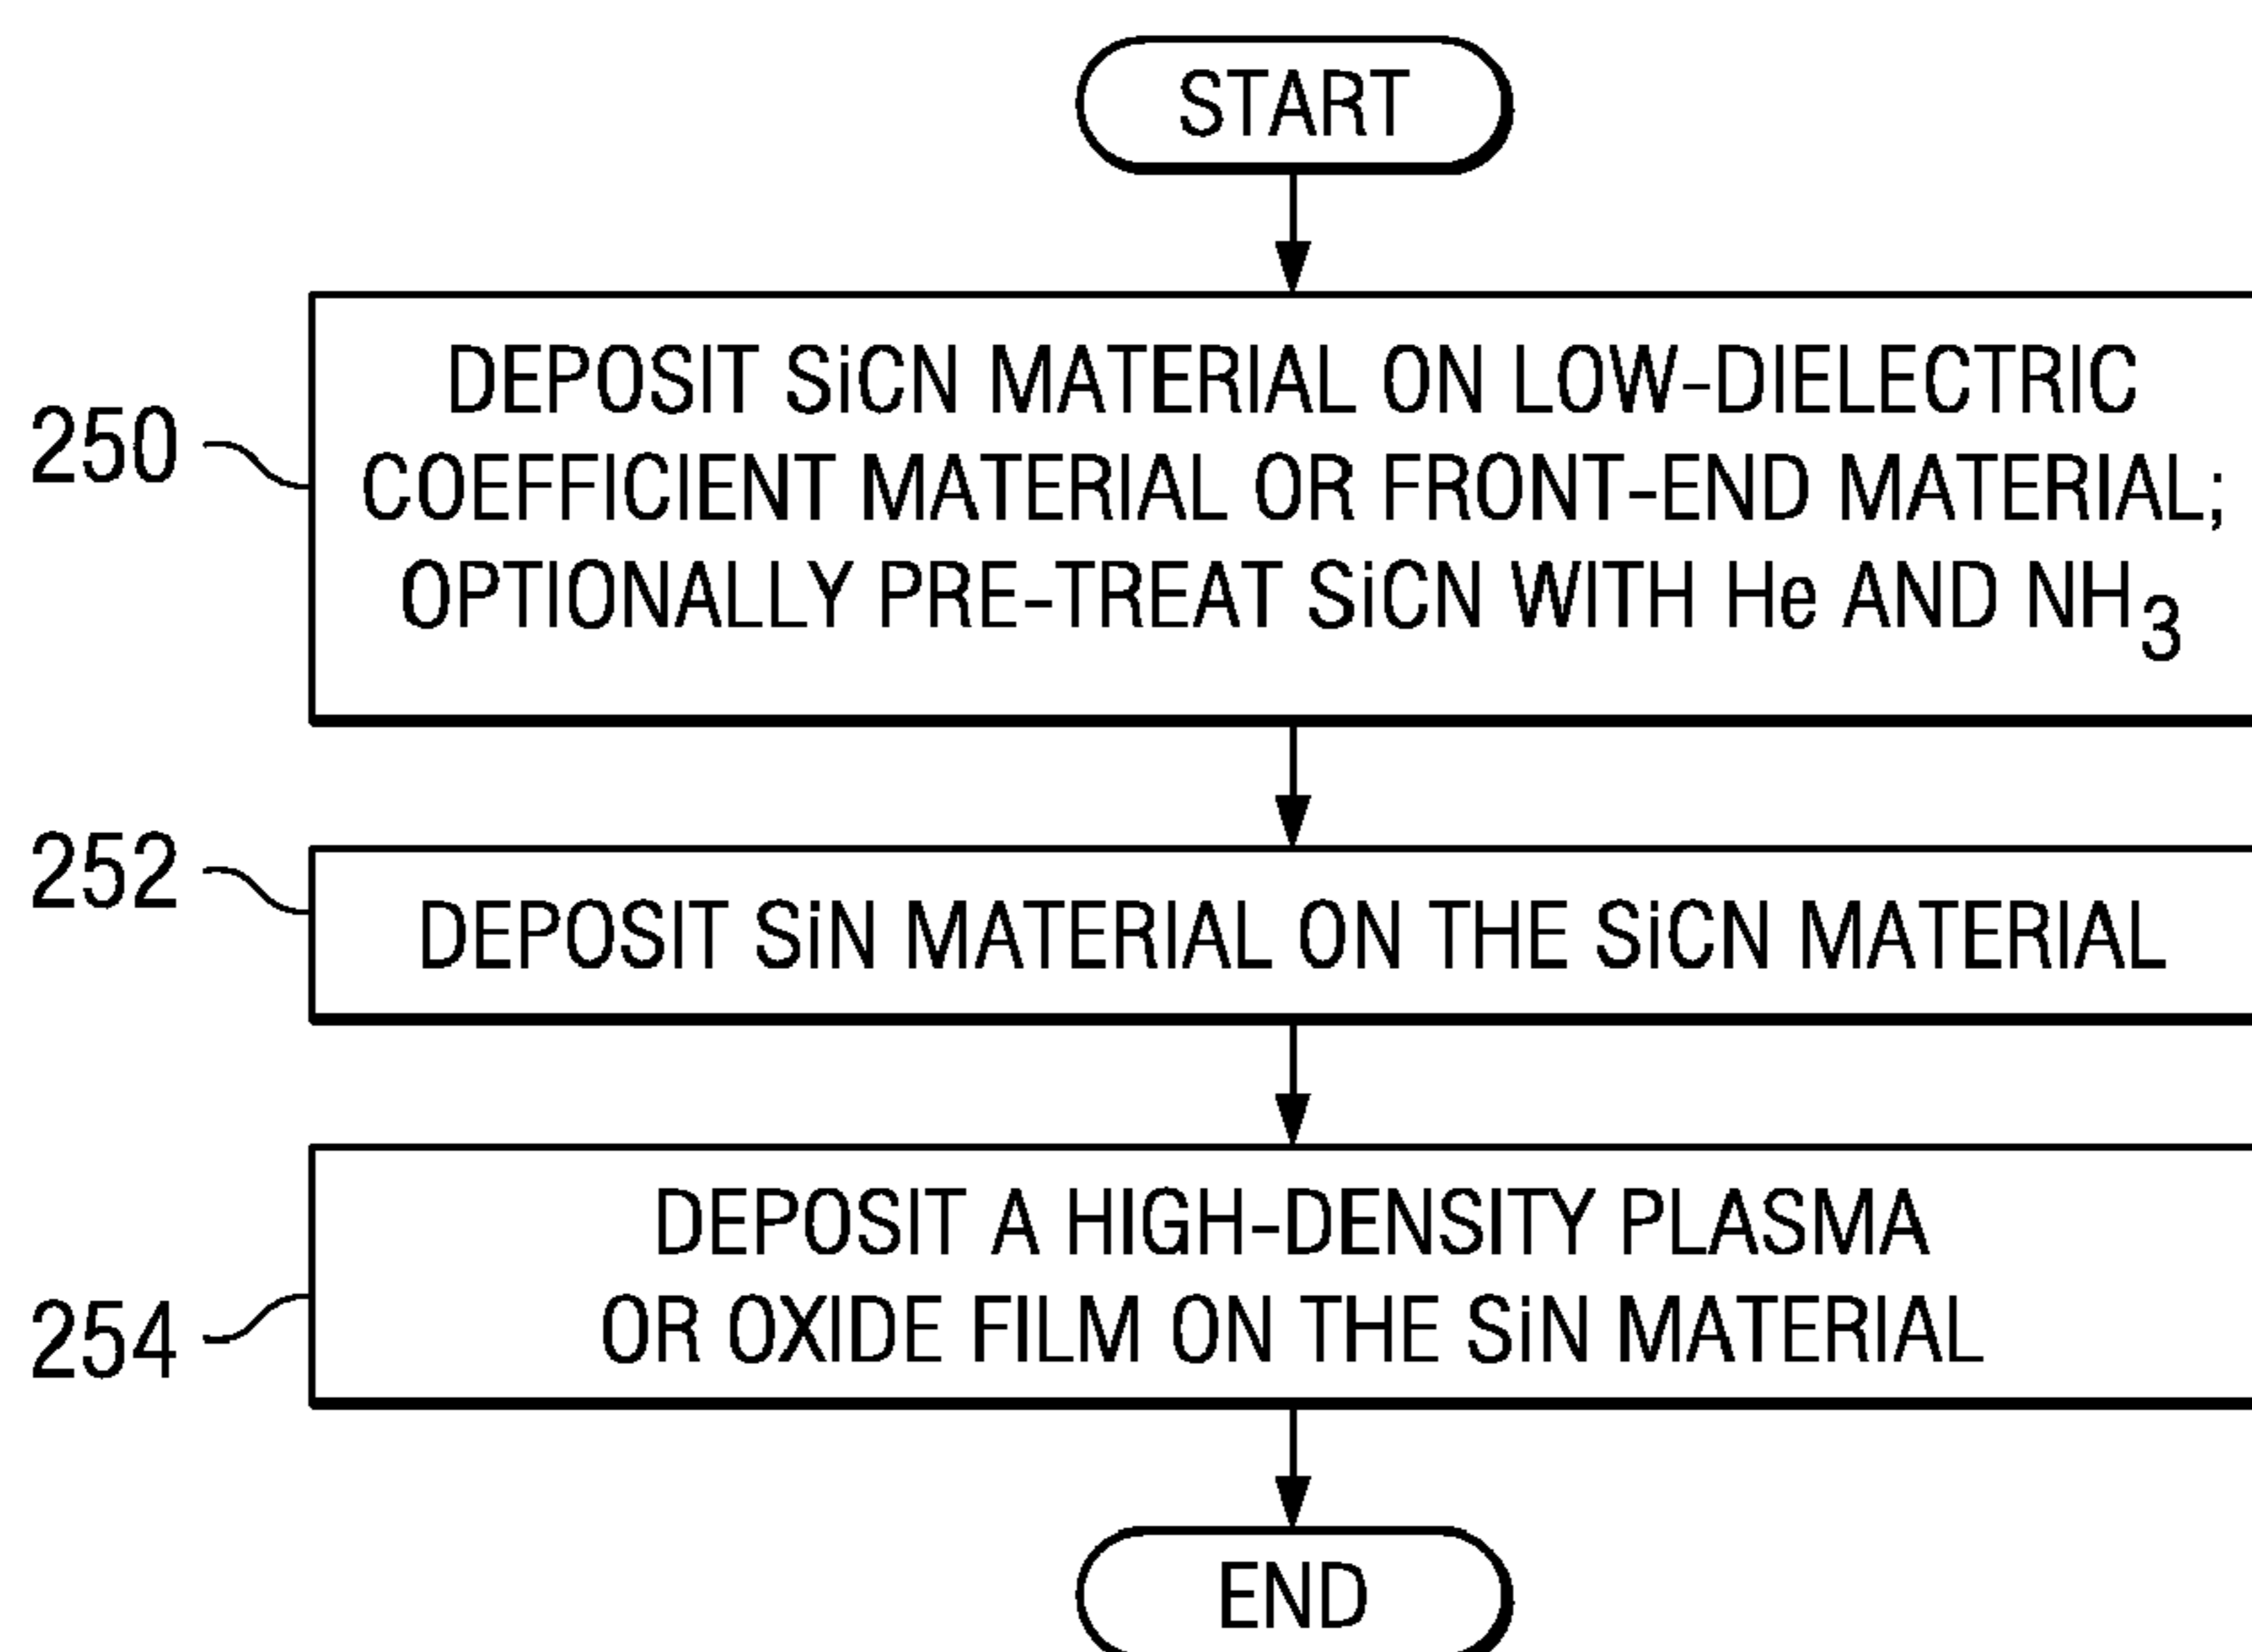 START
250
DEPOSIT SiCN MATERIAL ON LOW-DIELECTRIC
COEFFICIENT MATERIAL OR FRONT-END MATERIAL;
OPTIONALLY PRE-TREAT SiCN WITH He AND NH3
252
DEPOSIT SiN MATERIAL ON THE SiCN MATERIAL
254
DEPOSIT A HIGH-DENSITY PLASMA
OR OXIDE FILM ON THE SiN MATERIAL
END